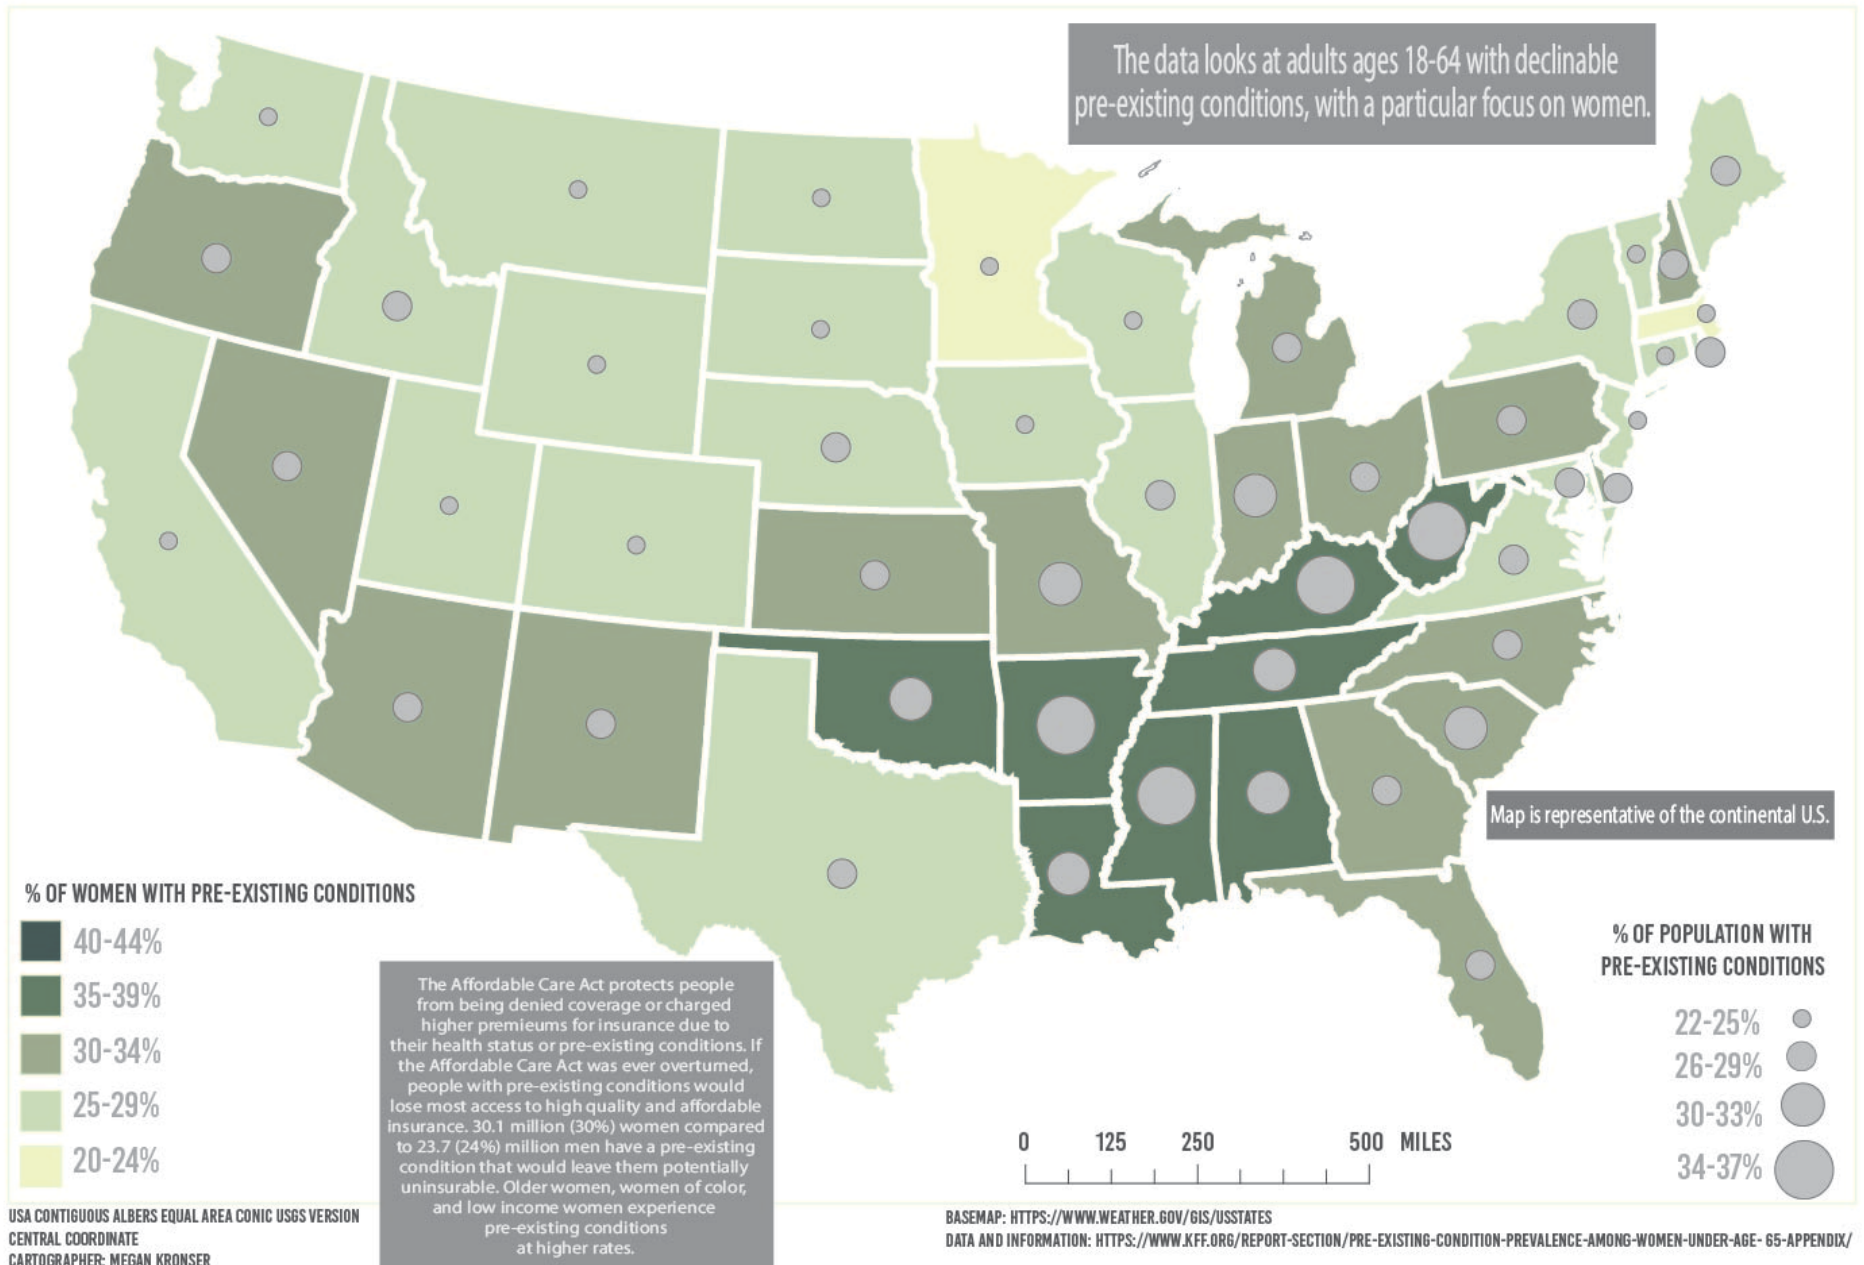 The data looks at adults ages 18-64 with declinable
pre-existing conditions, with a particular focus on women.
Map is representative of the continental U.S.
% OF WOMEN WITH PRE-EXISTING CONDITIONS
40-44%
35-39%
30-34%
25-29%
20-24%
The Affordable Care Act protects people
from being denied coverage or charged
higher premieums for insurance due to
their health status or pre-existing conditions. If
the Affordable Care Act was ever overturned,
people with pre-existing conditions would
lose most access to high quality and affordable
insurance. 30.1 million (30%) women compared
to 23.7 (24%) million men have a pre-existing
condition that would leave them potentially
uninsurable. Older women, women of color,
and low income women experience
pre-existing conditions
at higher rates.
% OF POPULATION WITH
PRE-EXISTING CONDITIONS
22-25%
26-29%
30-33%
34-37%
0 125 250 500 MILES
USA CONTIGUOUS ALBERS EQUAL AREA CONIC USGS VERSION
CENTRAL COORDINATE
CARTOGRAPHER: MEGAN KRONSER
BASEMAP: HTTPS://WWW.WEATHER.GOV/GIS/USSTATES
DATA AND INFORMATION: HTTPS://WWW.KFF.ORG/REPORT-SECTION/PRE-EXISTING-CONDITION-PREVALENCE-AMONG-WOMEN-UNDER-AGE- 65-APPENDIX/